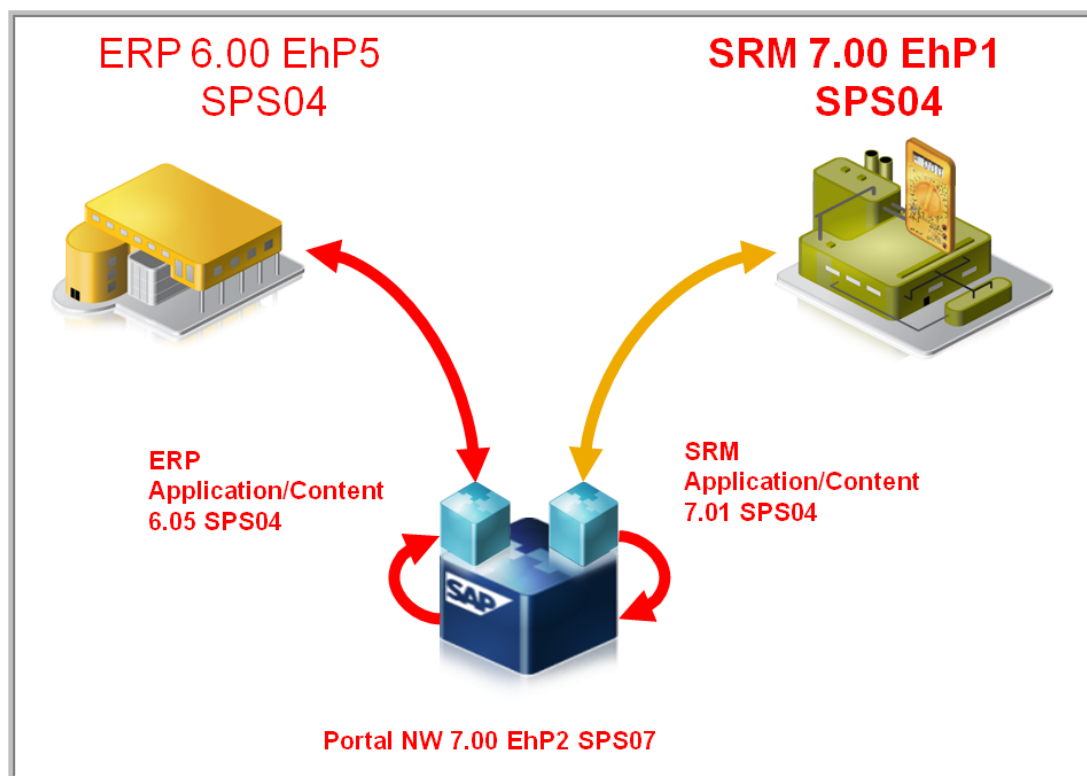 ERP 6.00 EhP5
SPS04
SRM 7.00 EhP1
SPS04
ERP
Application/Content
6.05 SPS04
SRM
Application/Content
7.01 SPS04
SAP
Portal NW 7.00 EhP2 SPS07